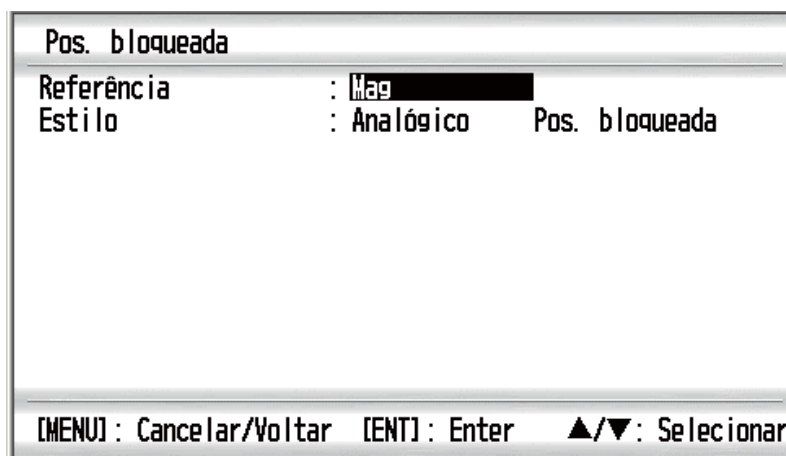 Pos. bloqueada
Referência : Mag
Estilo : Analógico Pos. bloqueada
[MENU]: Cancelar/Voltar [ENT]: Enter ▲/▼: Selecionar